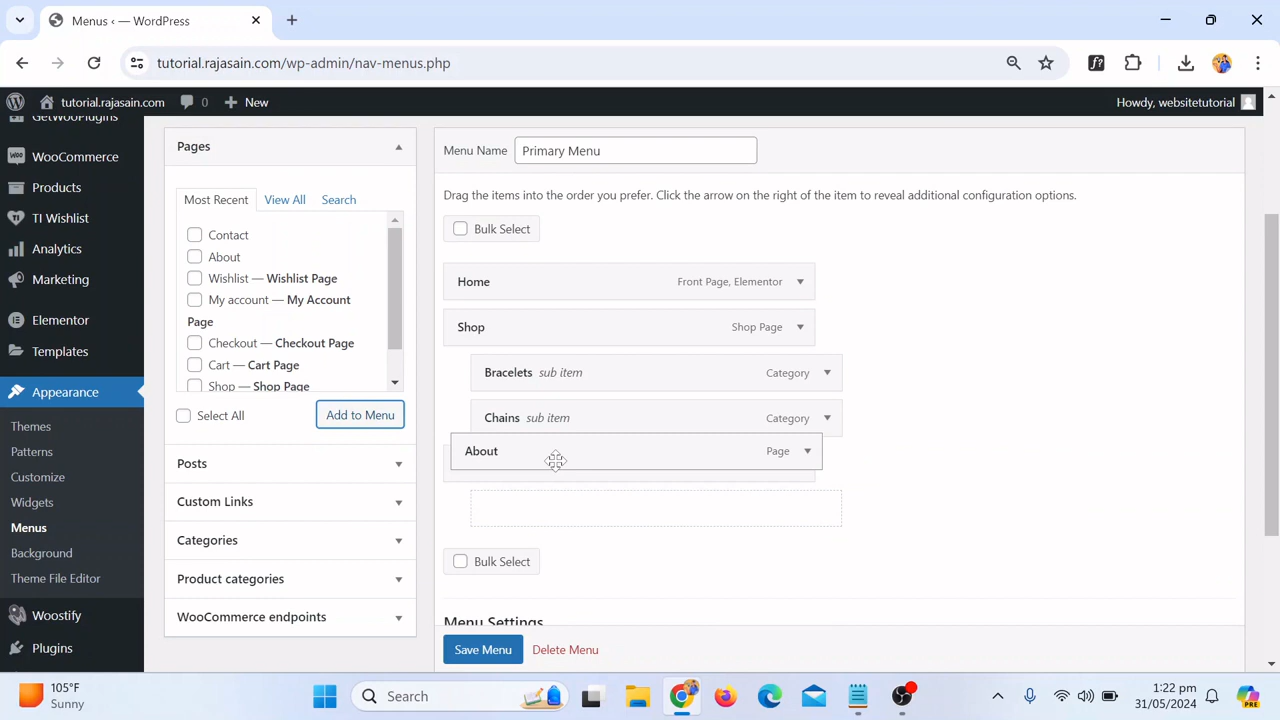 Menus ‹ — WordPress
tutorial.rajasain.com/wp-admin/nav-menus.php
tutorial.rajasain.com 0 New Howdy, websitetutorial
GetWooPlugins
WooCommerce
Products
TI Wishlist
Analytics
Marketing
Elementor
Templates
Appearance
Themes
Patterns
Customize
Widgets
Menus
Background
Theme File Editor
Woostify
Plugins
Pages
Most Recent View All Search
Contact
About
Wishlist — Wishlist Page
My account — My Account
Page
Checkout — Checkout Page
Cart — Cart Page
Shop — Shop Page
Select All Add to Menu
Posts
Custom Links
Categories
Product categories
WooCommerce endpoints
Menu Name Primary Menu
Drag the items into the order you prefer. Click the arrow on the right of the item to reveal additional configuration options.
Bulk Select
Home Front Page, Elementor
Shop Shop Page
Bracelets sub item Category
Chains sub item Category
About Page
Bulk Select
Menu Settings
Save Menu Delete Menu
105°F
Sunny
Search
1:22 pm
31/05/2024
PRE